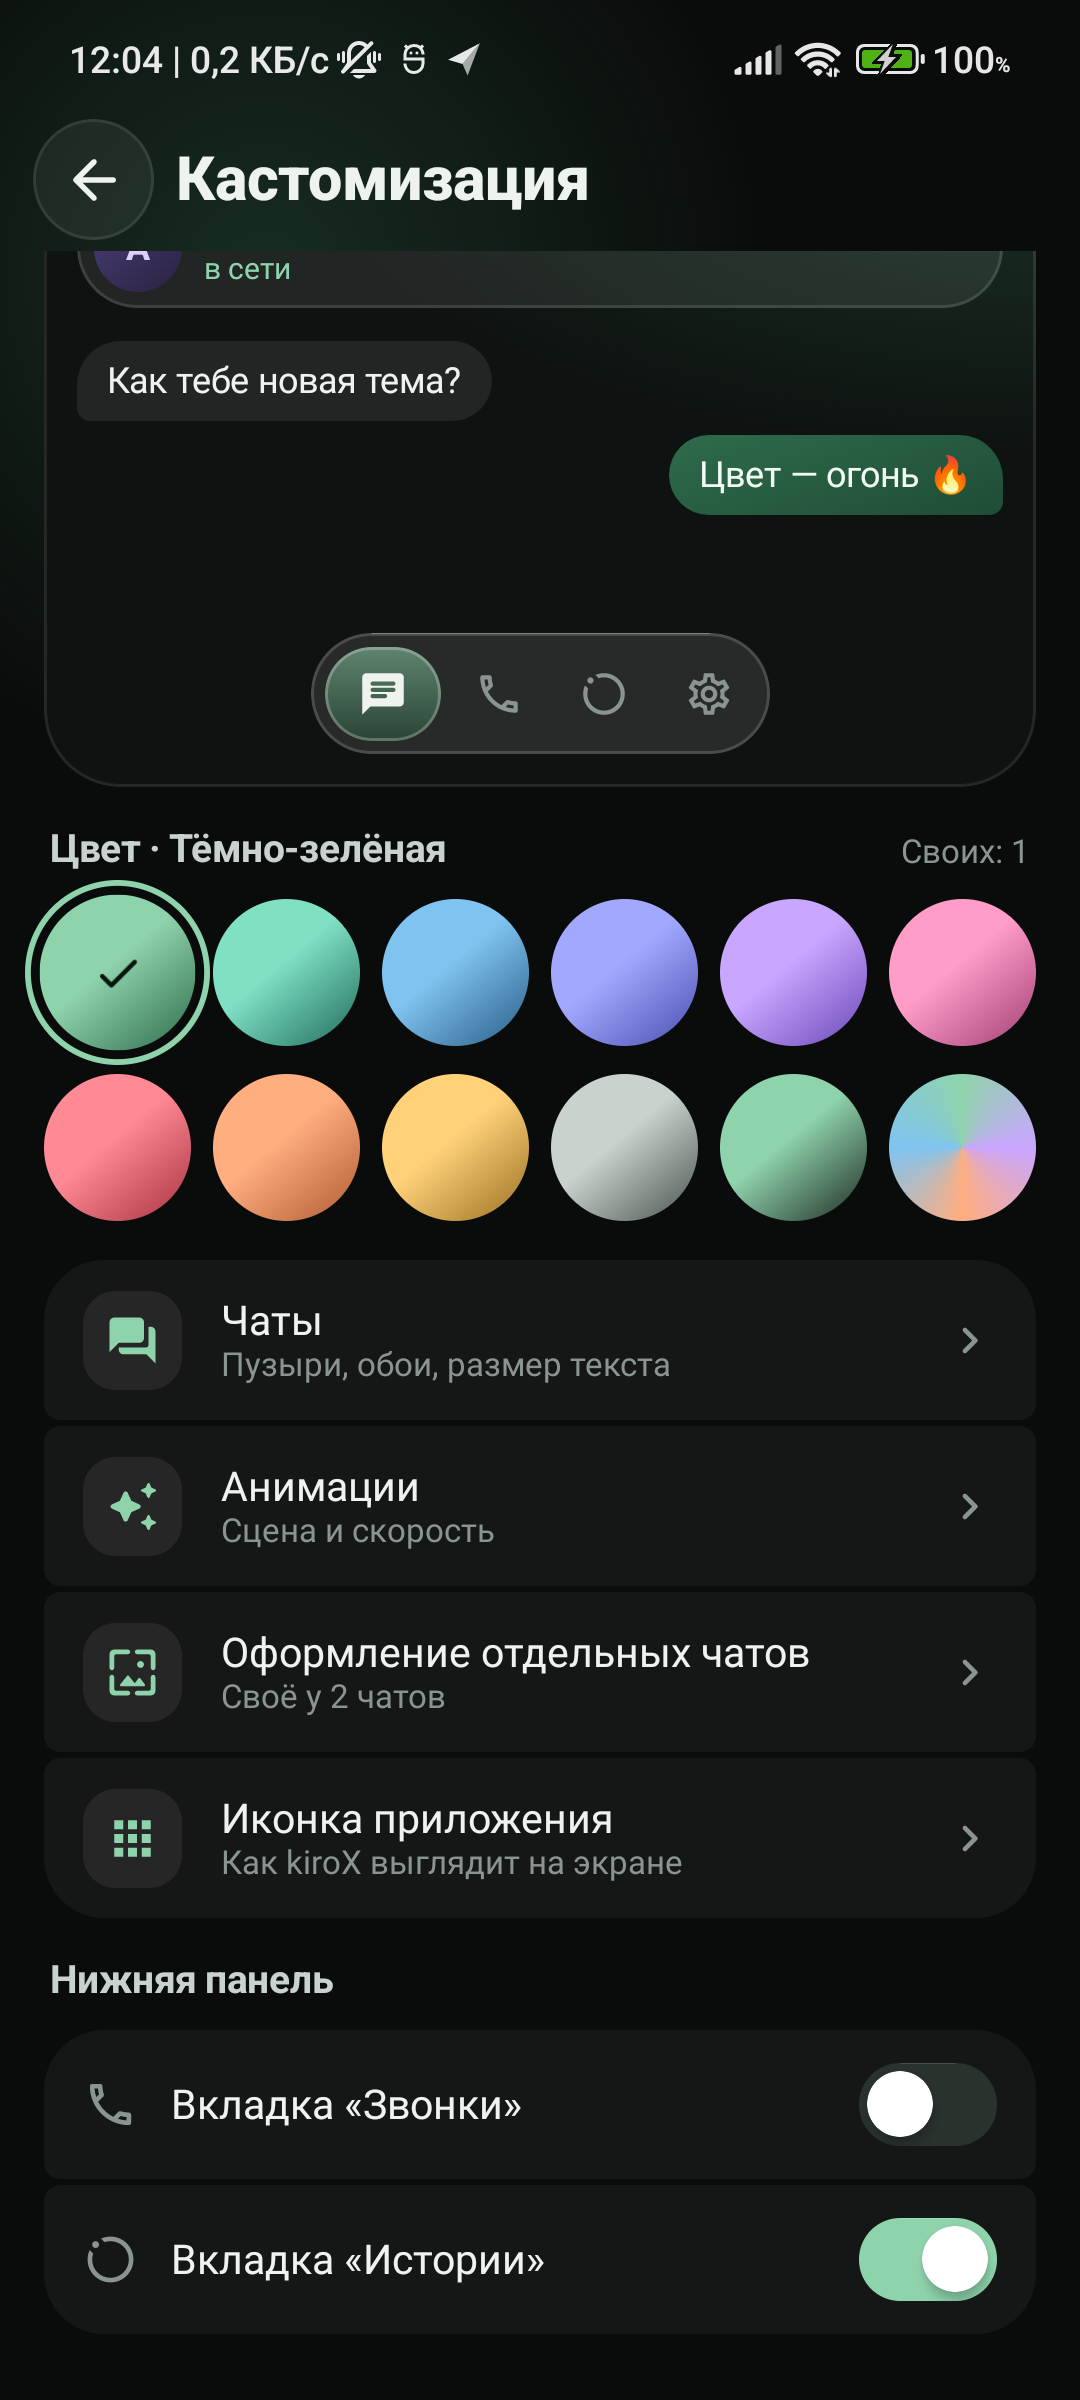 12:04 | 0,2 КБ/с
100%
Кастомизация
в сети
Как тебе новая тема?
Цвет — огонь 🔥
Цвет · Тёмно-зелёная
Своих: 1
Чаты
Пузыри, обои, размер текста
Анимации
Сцена и скорость
Оформление отдельных чатов
Своё у 2 чатов
Иконка приложения
Как kiroX выглядит на экране
Нижняя панель
Вкладка «Звонки»
Вкладка «Истории»